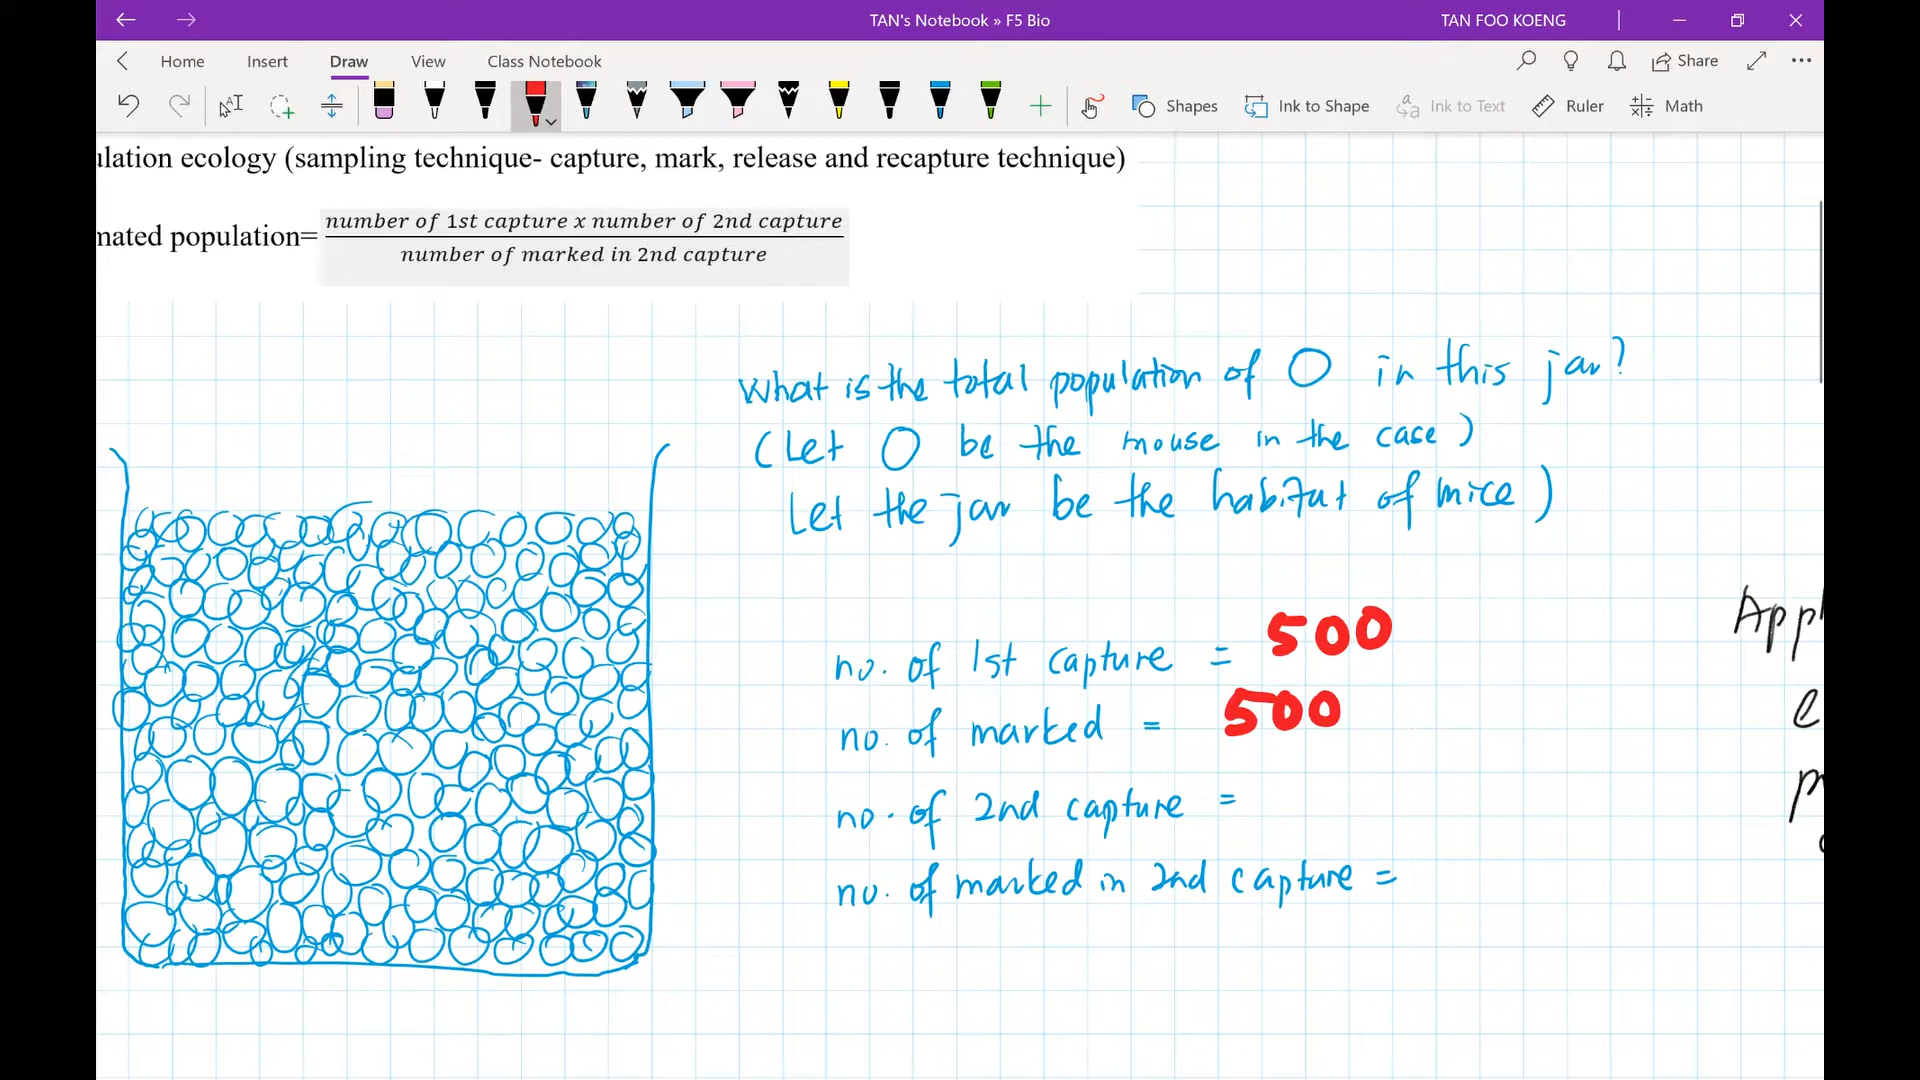 TAN's Notebook » F5 Bio
TAN FOO KOENG
Home Insert Draw View Class Notebook
Share
Shapes Ink to Shape Ink to Text Ruler Math
ulation ecology (sampling technique- capture, mark, release and recapture technique)
mated population= number of 1st capture x number of 2nd capture
number of marked in 2nd capture
What is the total population of O in this jar?
(Let O be the mouse in the case)
Let the jar be the habitat of mice)
no. of 1st capture = 500
no. of marked = 500
no. of 2nd capture =
no. of marked in 2nd capture =
Appl
e